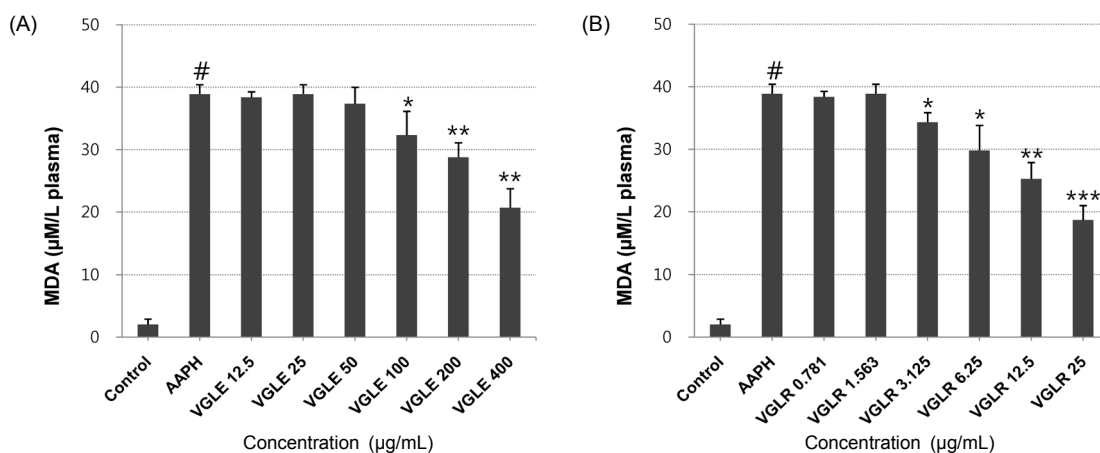 (A)
50
40
30
20
10
0
MDA (µM/L plasma)
#
*
**
**
Control
AAPH
VGLE 12.5
VGLE 25
VGLE 50
VGLE 100
VGLE 200
VGLE 400
Concentration (µg/mL)
(B)
50
40
30
20
10
0
MDA (µM/L plasma)
#
*
*
**
***
Control
AAPH
VGLR 0.781
VGLR 1.563
VGLR 3.125
VGLR 6.25
VGLR 12.5
VGLR 25
Concentration (µg/mL)